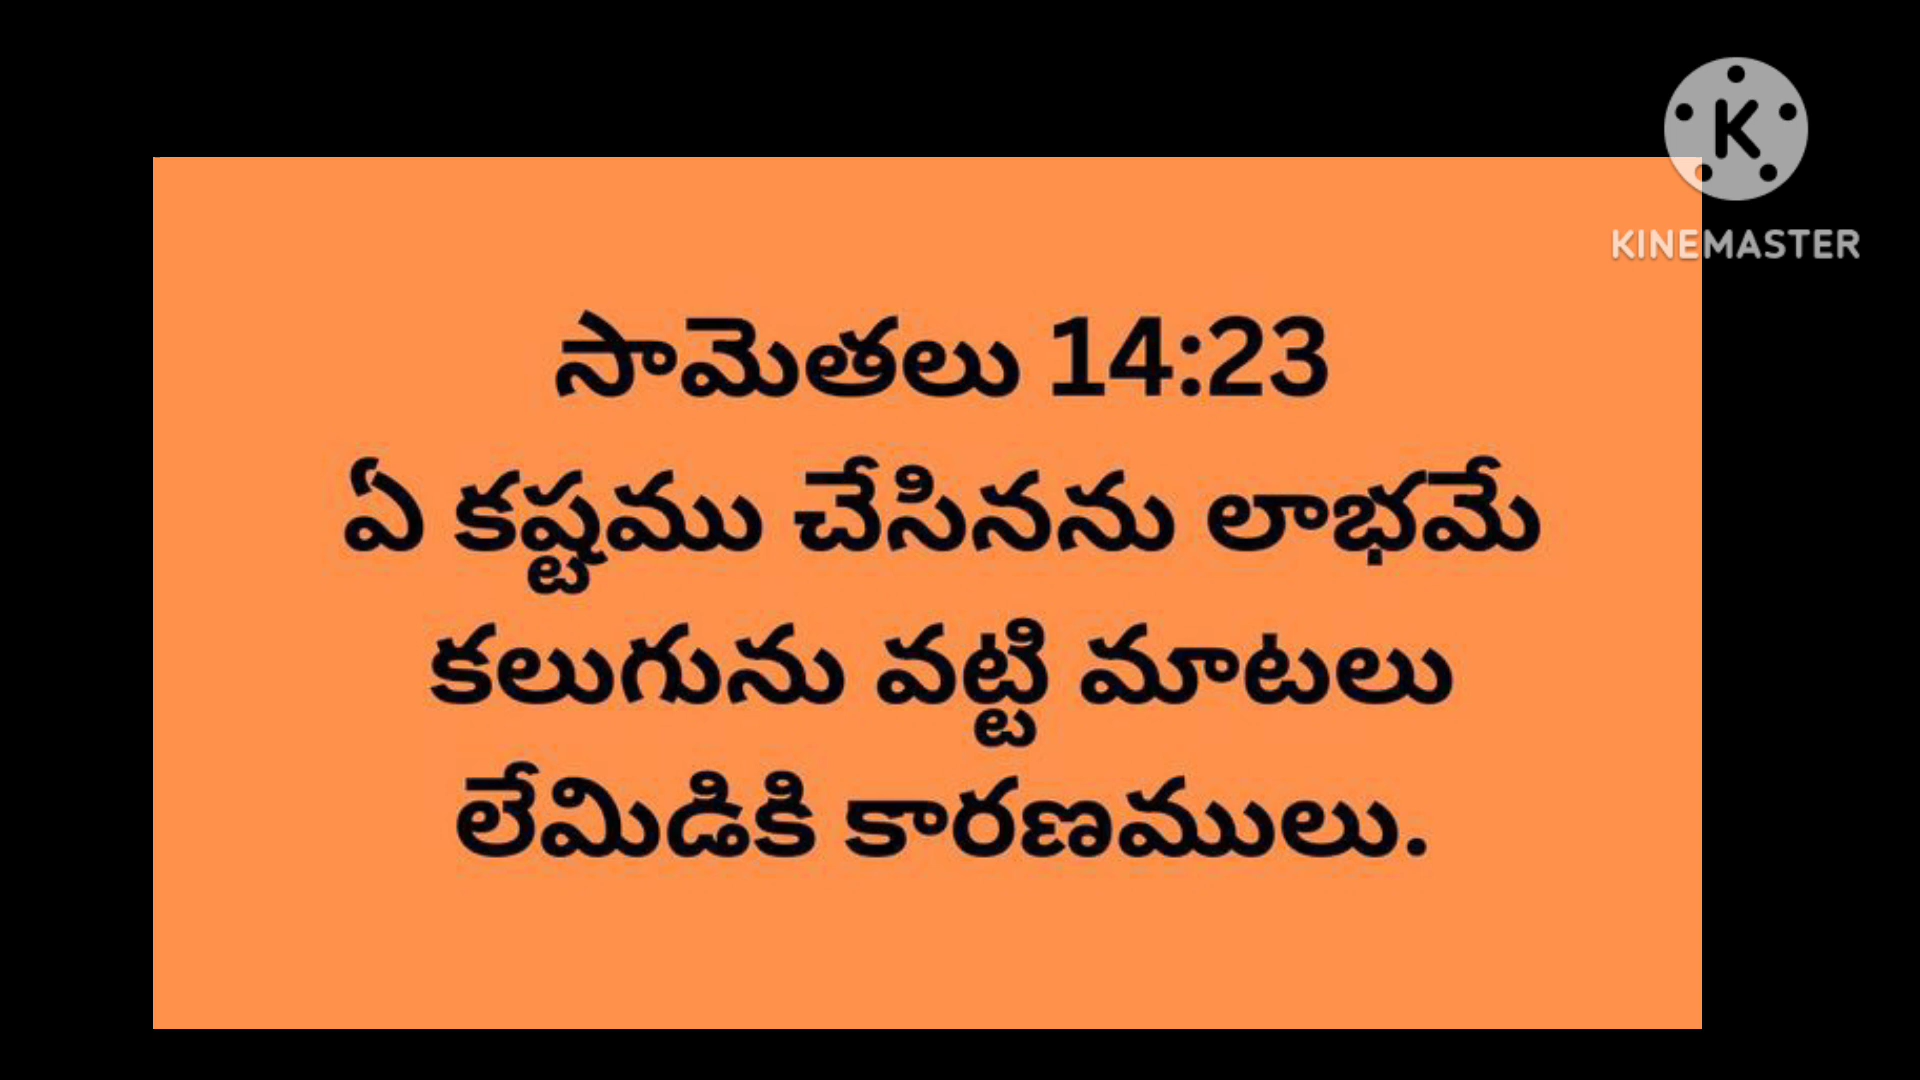 KINEMASTER
సామెతలు 14:23
ఏ కష్టము చేసినను లాభమే
కలుగును వట్టి మాటలు
లేమిడికి కారణములు.